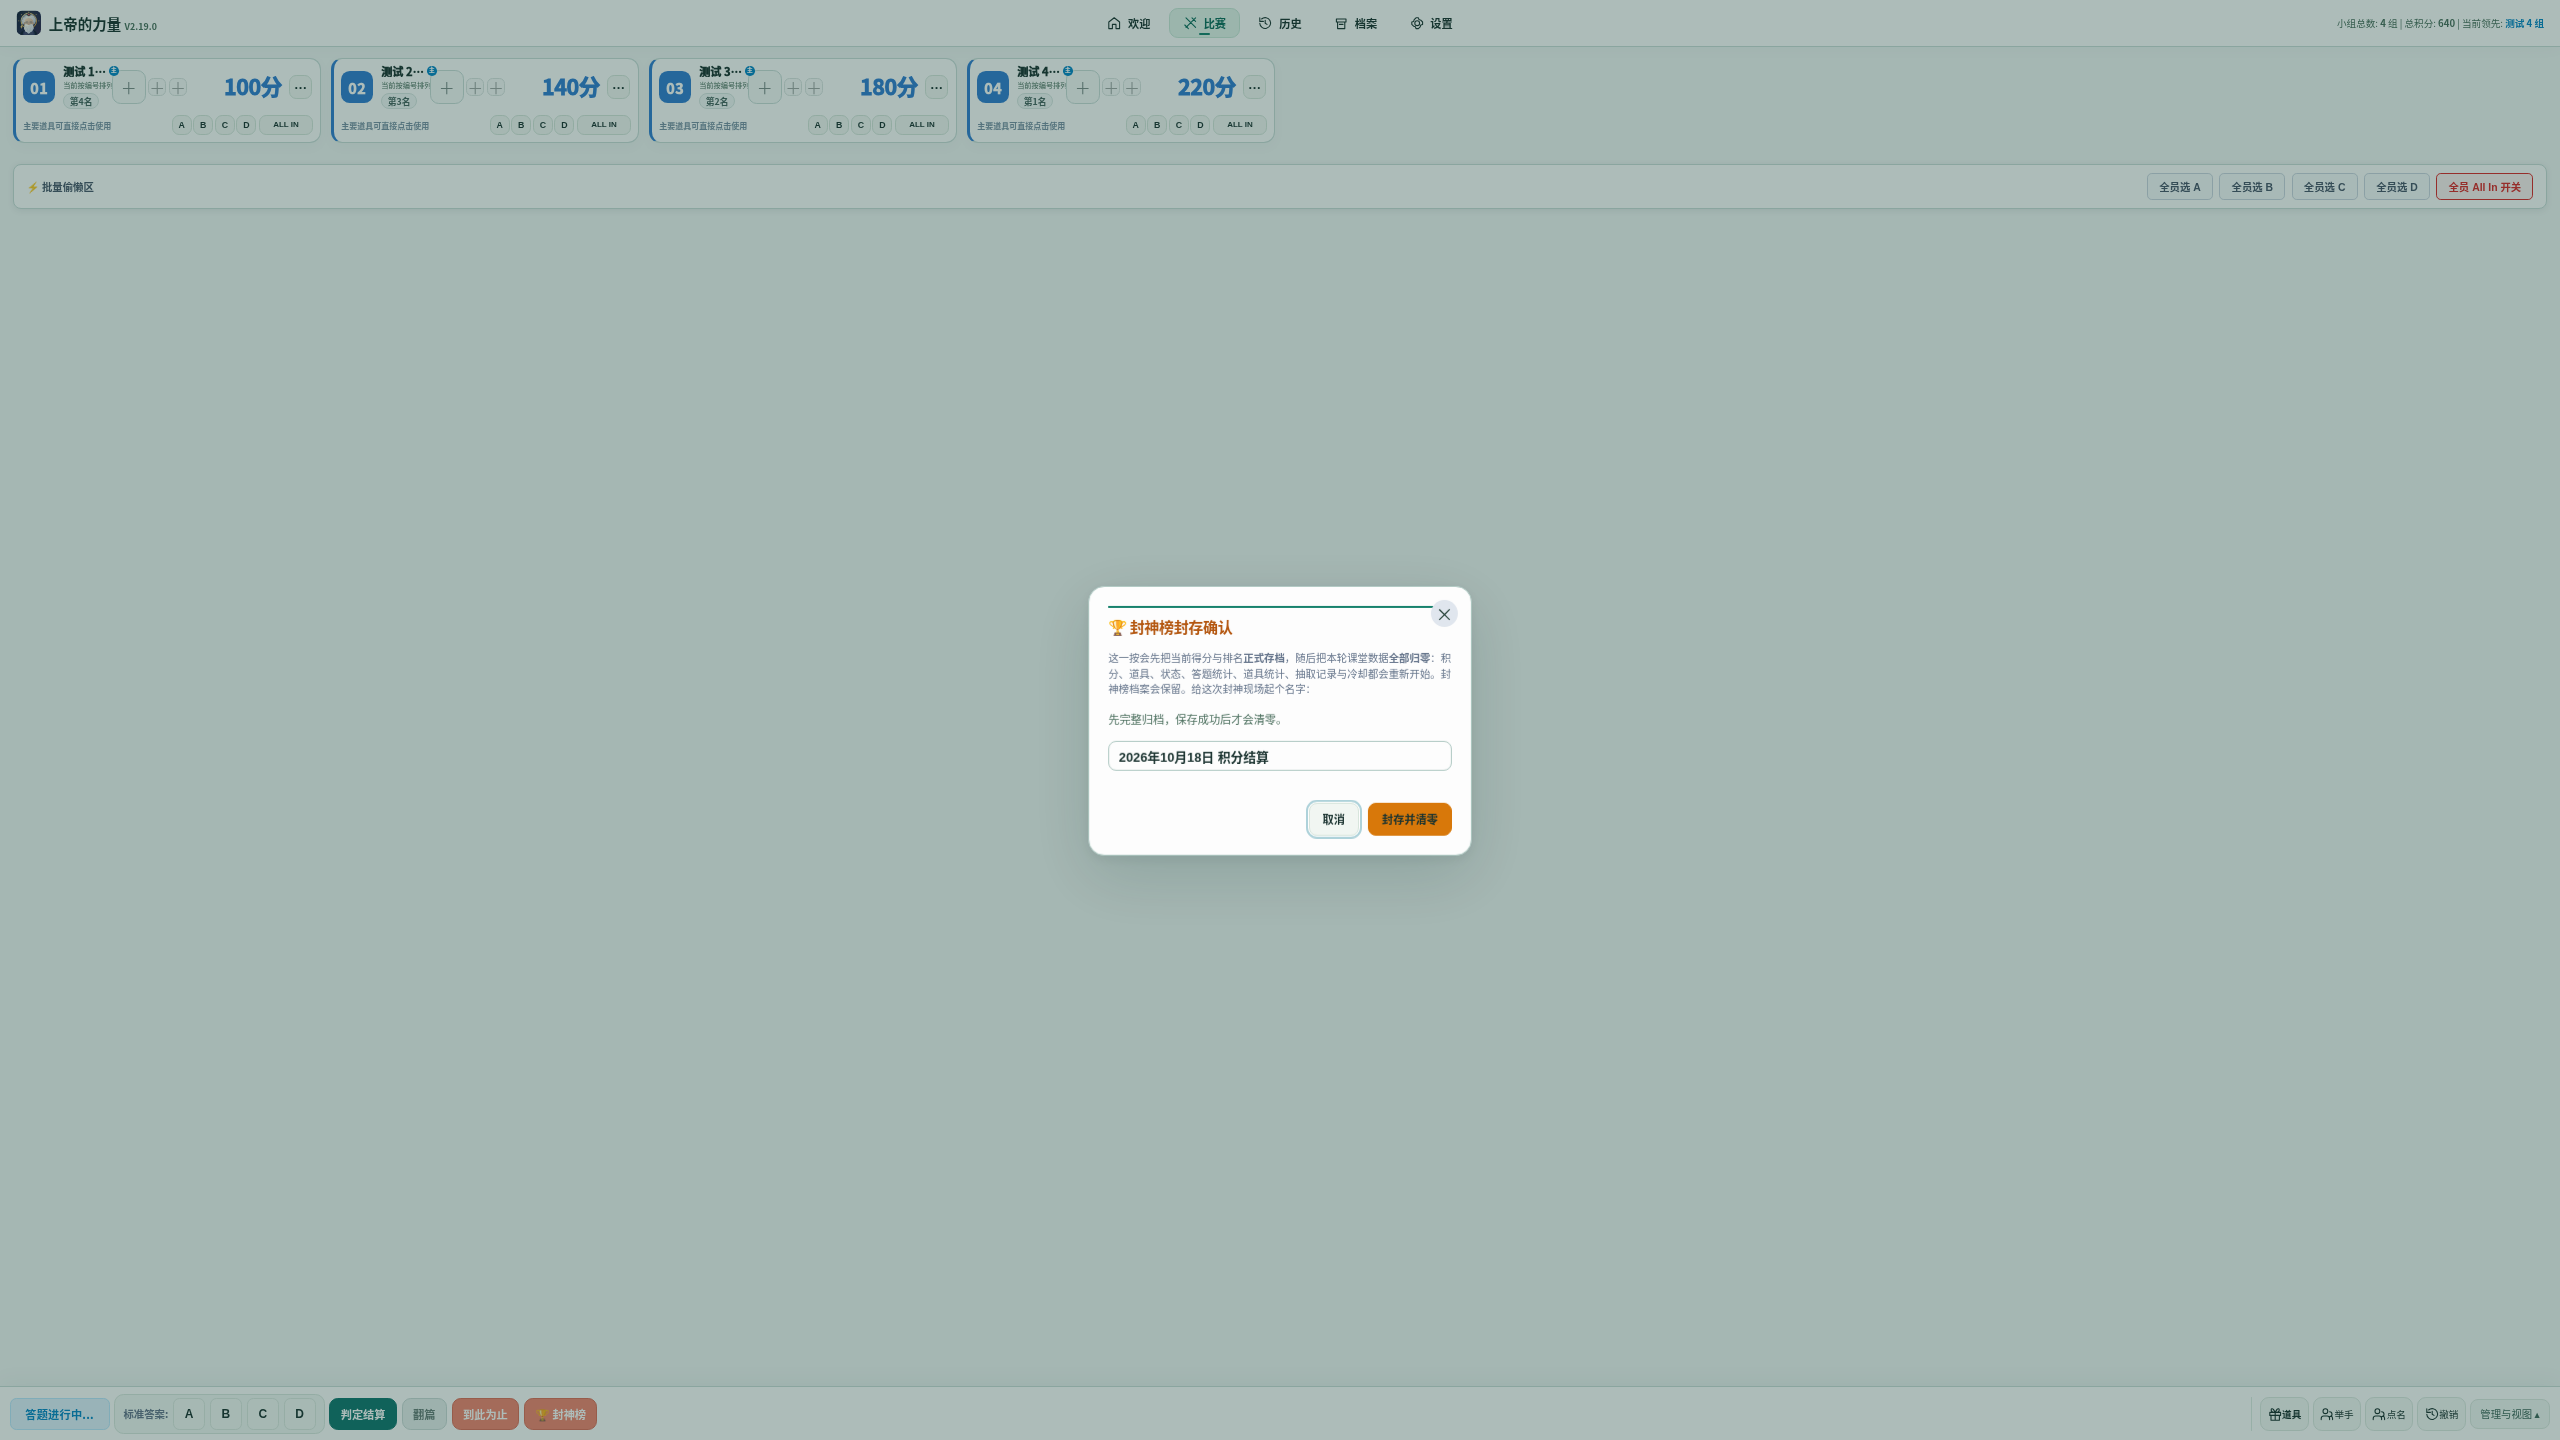 上帝的力量 V2.19.0
欢迎
比赛
历史
档案
设置
小组总数: 4 组 | 总积分: 640 | 当前领先: 测试 4 组
01
测试 1… 主
当前按编号排列
第4名
100分
…
主要道具可直接点击使用
A B C D ALL IN
02
测试 2… 主
当前按编号排列
第3名
140分
…
主要道具可直接点击使用
A B C D ALL IN
03
测试 3… 主
当前按编号排列
第2名
180分
…
主要道具可直接点击使用
A B C D ALL IN
04
测试 4… 主
当前按编号排列
第1名
220分
…
主要道具可直接点击使用
A B C D ALL IN
⚡ 批量偷懒区
全员选 A
全员选 B
全员选 C
全员选 D
全员 All In 开关
🏆 封神榜封存确认
这一按会先把当前得分与排名正式存档，随后把本轮课堂数据全部归零：积
分、道具、状态、答题统计、道具统计、抽取记录与冷却都会重新开始。封
神榜档案会保留。给这次封神现场起个名字：
先完整归档，保存成功后才会清零。
2026年10月18日 积分结算
取消
封存并清零
答题进行中...
标准答案: A B C D
判定结算
翻篇
到此为止
🏆 封神榜
道具
举手
点名
撤销
管理与视图 ▴